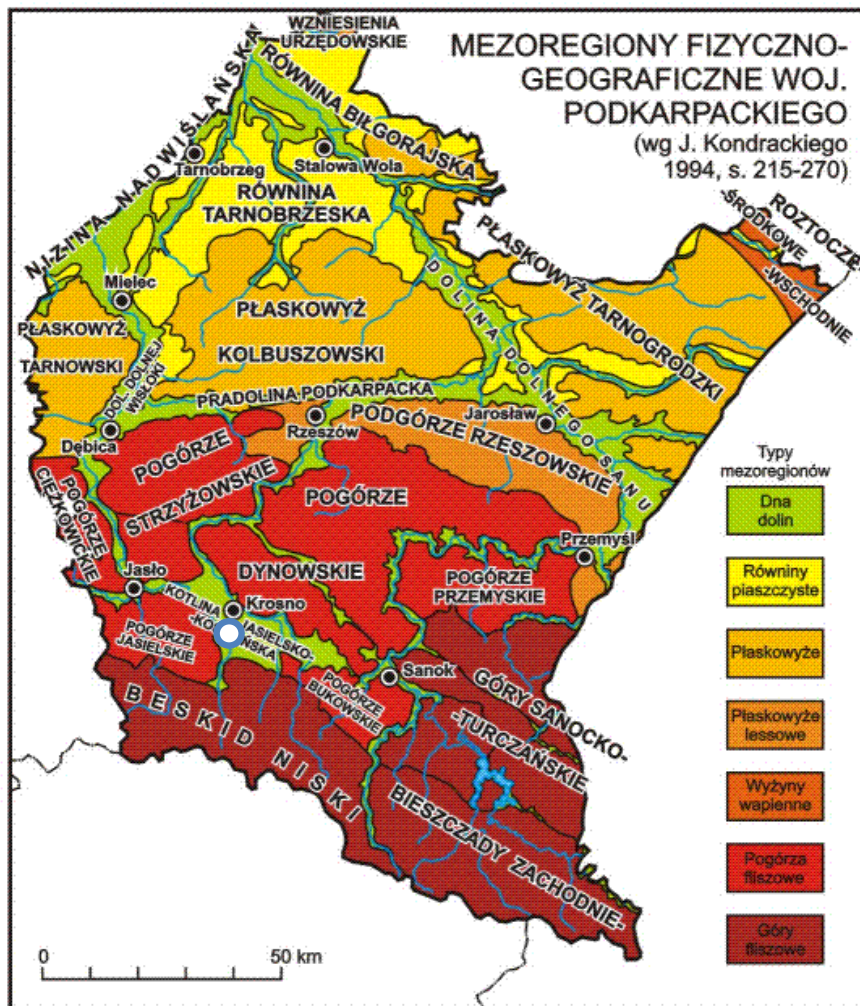 WZNIESIENIA
URZĘDOWSKIE
MEZOREGIONY FIZYCZNO-
GEOGRAFICZNE WOJ.
PODKARPACKIEGO
(wg J. Kondrackiego
1994, s. 215-270)
NIZINA NADWIŚLAŃSKA
RÓWNINA BIŁGORAJSKA
Tarnobrzeg
Stalowa Wola
RÓWNINA
TARNOBRZESKA
ROZTOCZE-
-ŚRODKOWE
-WSCHODNIE
PŁASKOWYŻ TARNOGRODZKI
DOLINA DOLNEGO SANU
Mielec
PŁASKOWYŻ
TARNOWSKI
PŁASKOWYŻ
KOLBUSZOWSKI
DOL. DOLNEJ
WISŁOKI
PRADOLINA PODKARPACKA
Dębica
Rzeszów
Jarosław
PODGÓRZE RZESZOWSKIE
POGÓRZE
STRZYŻOWSKIE
POGÓRZE
CIĘŻKOWICKIE
POGÓRZE
DYNOWSKIE
Przemyśl
POGÓRZE
PRZEMYSKIE
Jasło
Krosno
KOTLINA JASIELSKO-
POGÓRZE
JASIELSKIE
Sanok
POGÓRZE
BUKOWSKIE
GÓRY SANOCKO-
-TURCZAŃSKIE
BESKID NISKI
BIESZCZADY ZACHODNIE-
Typy
mezoregionów
Dna
dolin
Równiny
piaszczyste
Płaskowyże
Płaskowyże
lessowe
Wyżyny
wapienne
Pogórza
fliszowe
Góry
fliszowe
0
50 km